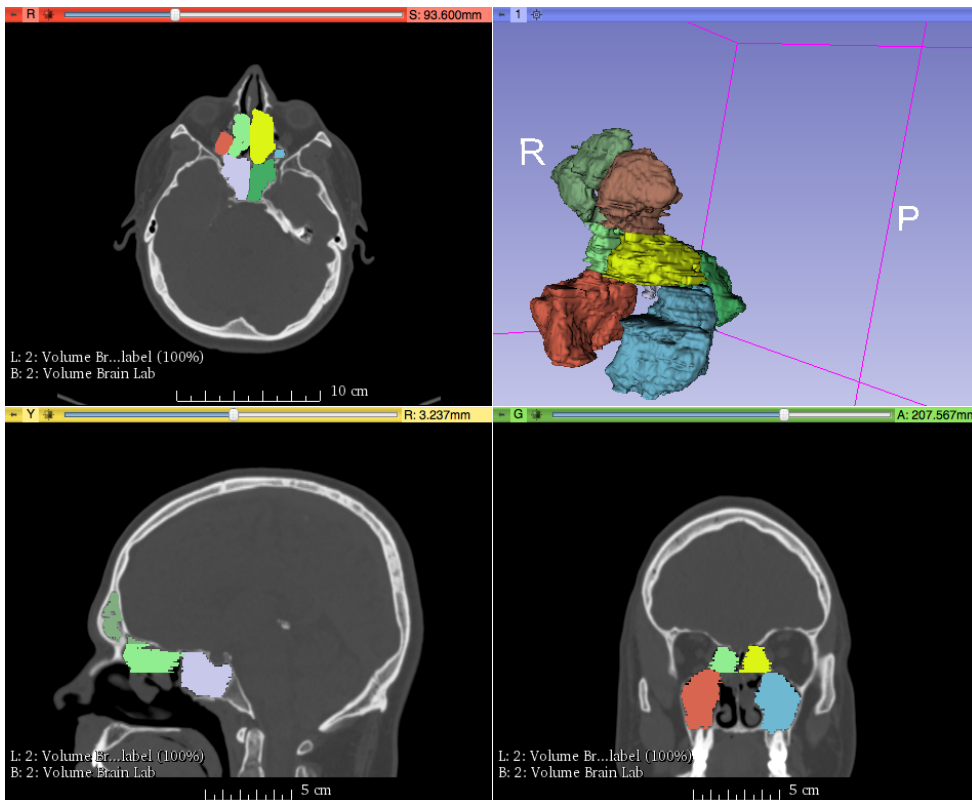 R S: 93.600mm
1
R
P
L: 2: Volume Br...label (100%)
B: 2: Volume Brain Lab
10 cm
Y R: 3.237mm
G A: 207.567mm
L: 2: Volume Br...label (100%)
B: 2: Volume Brain Lab
5 cm
L: 2: Volume Br...label (100%)
B: 2: Volume Brain Lab
5 cm